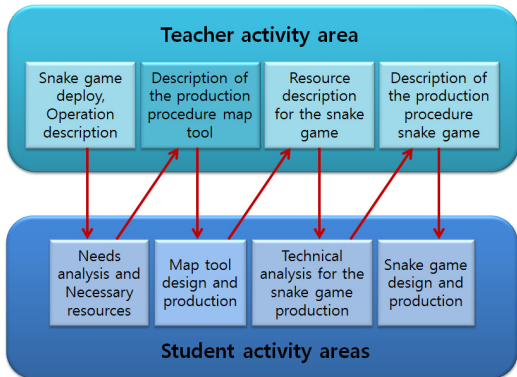 Teacher activity area
Snake game
deploy,
Operation
description
Description of
the production
procedure map
tool
Resource
description
for the snake
game
Description of
the production
procedure
snake game
Needs
analysis and
Necessary
resources
Map tool
design and
production
Technical
analysis for the
snake game
production
Snake game
design and
production
Student activity areas